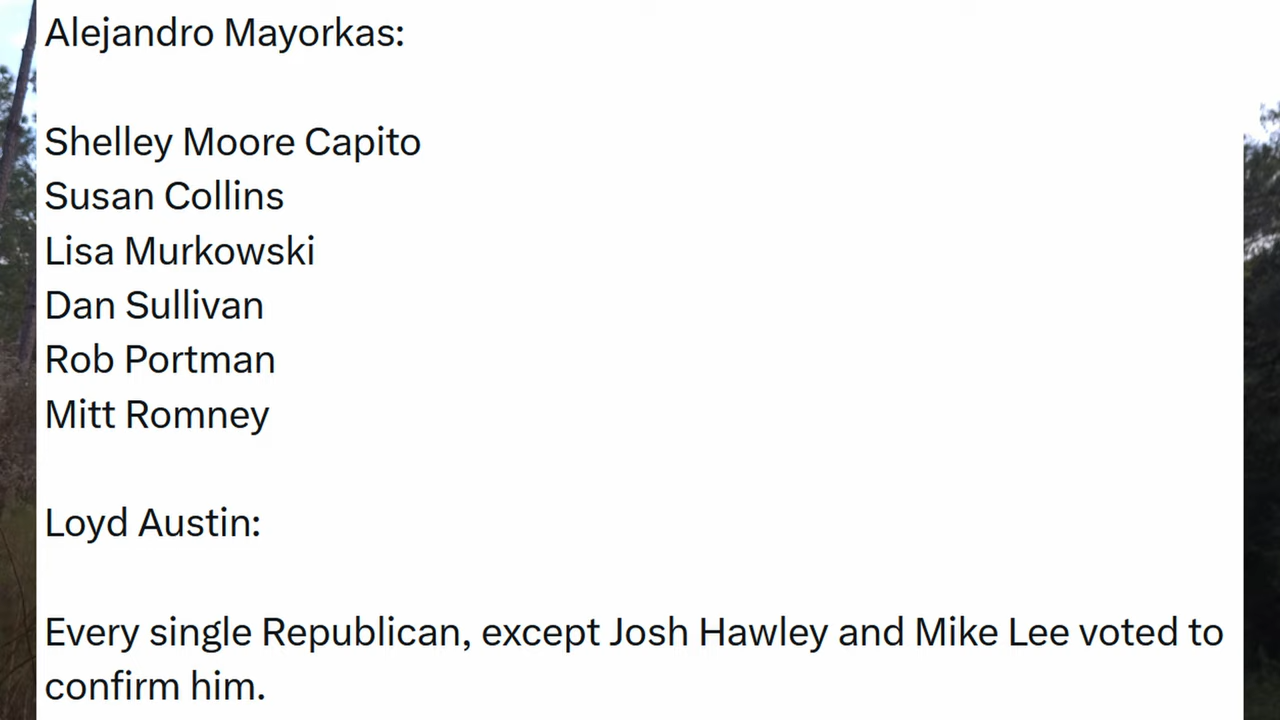 Alejandro Mayorkas:
Shelley Moore Capito
Susan Collins
Lisa Murkowski
Dan Sullivan
Rob Portman
Mitt Romney
Loyd Austin:
Every single Republican, except Josh Hawley and Mike Lee voted to
confirm him.